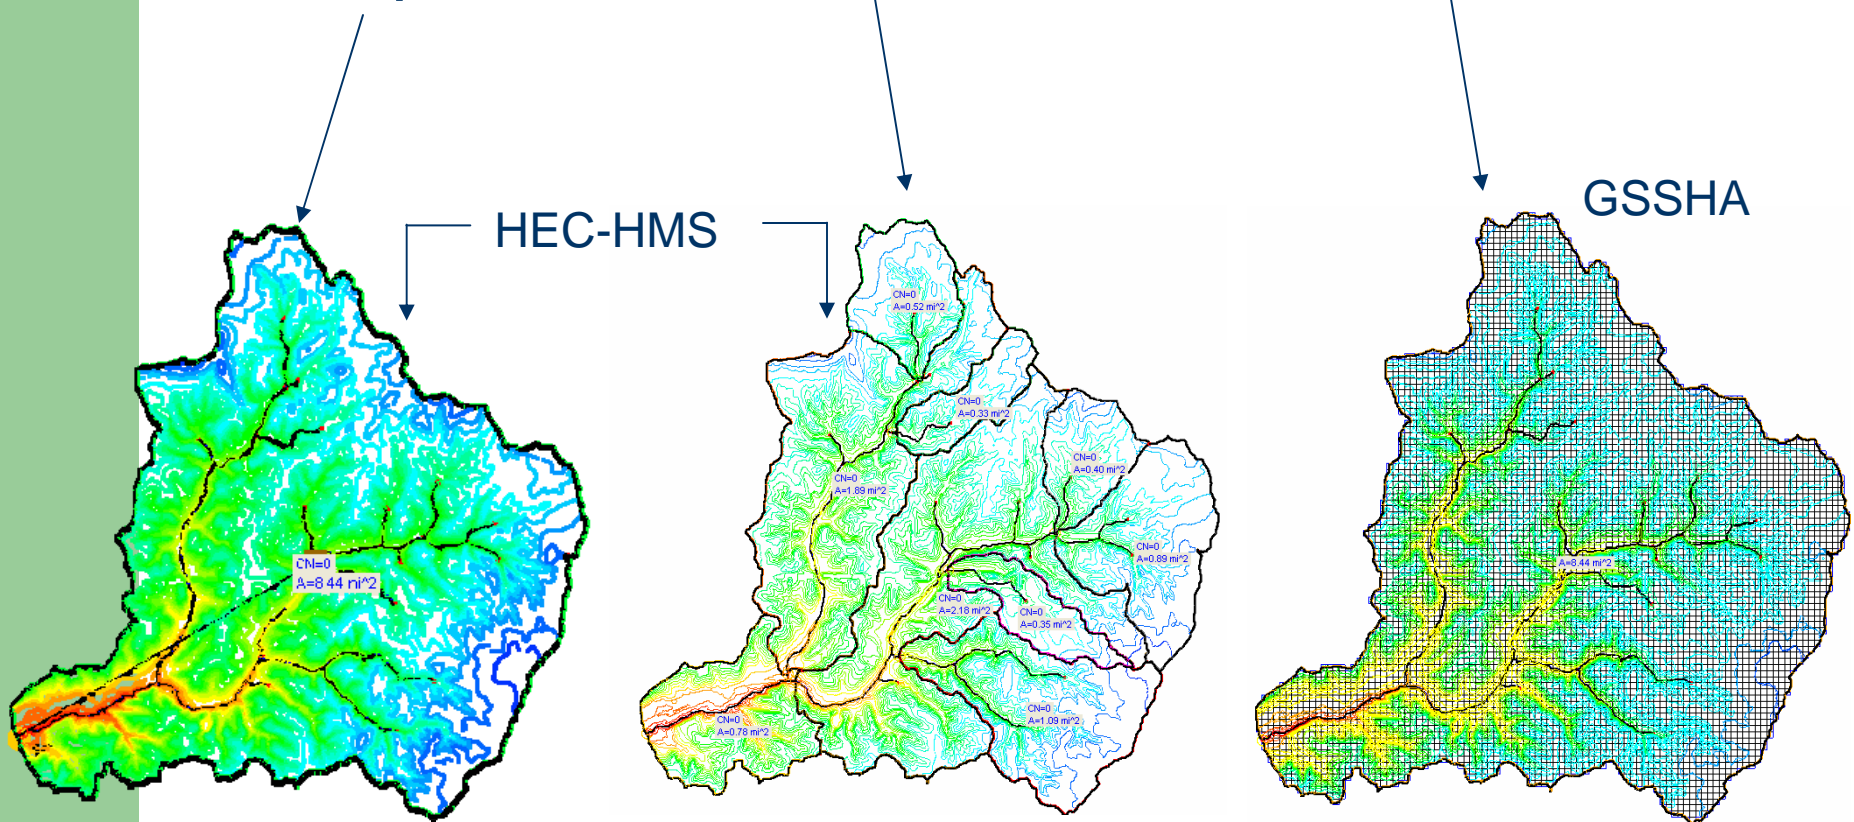 GSSHA
HEC-HMS
CN=0
A=0.52 mi^2
CN=0
A=0.33 mi^2
CN=0
A=0.40 mi^2
CN=0
A=1.89 mi^2
CN=0
A=0.89 mi^2
CN=0
A=8.44 mi^2
A=8.44 mi^2
CN=0
A=2.18 mi^2
CN=0
A=0.35 mi^2
CN=0
A=1.09 mi^2
CN=0
A=0.78 mi^2